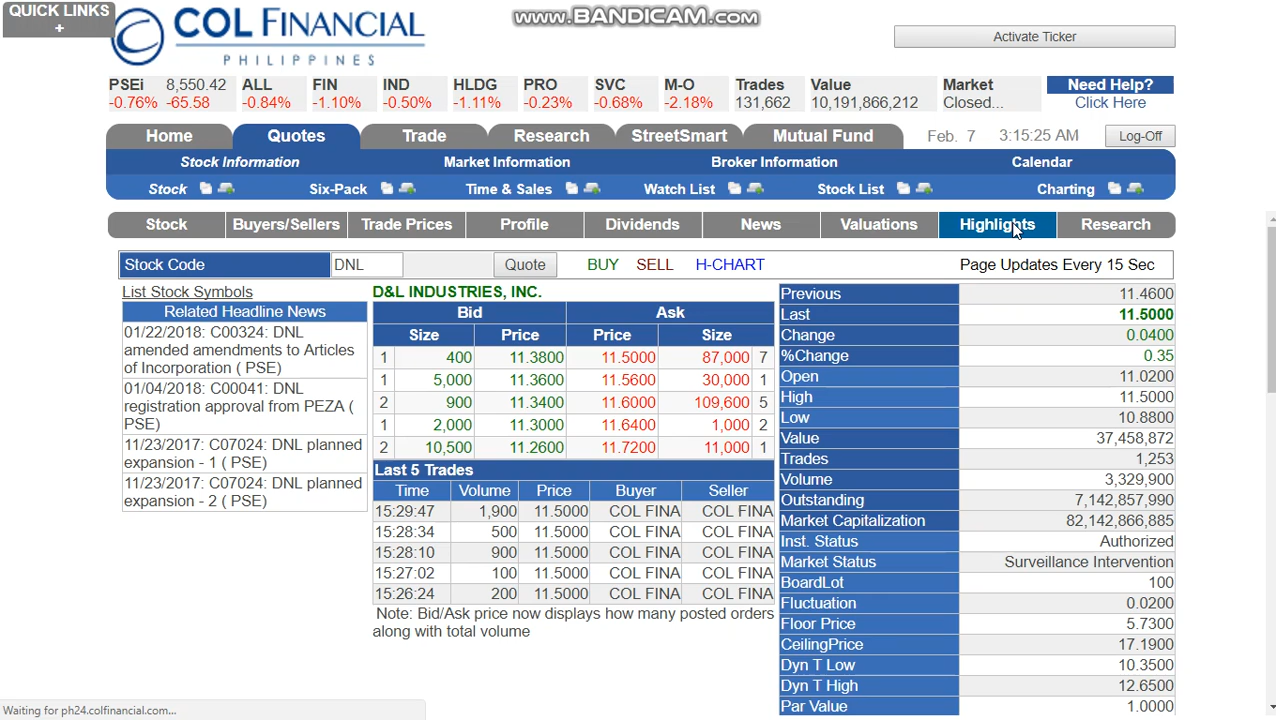 QUICK LINKS
+
COL FINANCIAL
PHILIPPINES
www.BANDICAM.com
Activate Ticker
PSEi 8,550.42 ALL FIN IND HLDG PRO SVC M-O Trades Value Market Need Help?
-0.76% -65.58 -0.84% -1.10% -0.50% -1.11% -0.23% -0.68% -2.18% 131,662 10,191,866,212 Closed... Click Here
Home Quotes Trade Research StreetSmart Mutual Fund Feb. 7 3:15:25 AM Log-Off
Stock Information Market Information Broker Information Calendar
Stock Six-Pack Time & Sales Watch List Stock List Charting
Stock Buyers/Sellers Trade Prices Profile Dividends News Valuations Highlights Research
Stock Code DNL Quote BUY SELL H-CHART Page Updates Every 15 Sec
List Stock Symbols
Related Headline News
01/22/2018: C00324: DNL
amended amendments to Articles
of Incorporation ( PSE)
01/04/2018: C00041: DNL
registration approval from PEZA (
PSE)
11/23/2017: C07024: DNL planned
expansion - 1 ( PSE)
11/23/2017: C07024: DNL planned
expansion - 2 ( PSE)
D&L INDUSTRIES, INC.
Bid Ask
Size Price Price Size
1 400 11.3800 11.5000 87,000 7
1 5,000 11.3600 11.5600 30,000 1
2 900 11.3400 11.6000 109,600 5
1 2,000 11.3000 11.6400 1,000 2
2 10,500 11.2600 11.7200 11,000 1
Last 5 Trades
Time Volume Price Buyer Seller
15:29:47 1,900 11.5000 COL FINA COL FINA
15:28:34 500 11.5000 COL FINA COL FINA
15:28:10 900 11.5000 COL FINA COL FINA
15:27:02 100 11.5000 COL FINA COL FINA
15:26:24 200 11.5000 COL FINA COL FINA
Note: Bid/Ask price now displays how many posted orders
along with total volume
Previous 11.4600
Last 11.5000
Change 0.0400
%Change 0.35
Open 11.0200
High 11.5000
Low 10.8800
Value 37,458,872
Trades 1,253
Volume 3,329,900
Outstanding 7,142,857,990
Market Capitalization 82,142,866,885
Inst. Status Authorized
Market Status Surveillance Intervention
BoardLot 100
Fluctuation 0.0200
Floor Price 5.7300
CeilingPrice 17.1900
Dyn T Low 10.3500
Dyn T High 12.6500
Par Value 1.0000
Waiting for ph24.colfinancial.com...